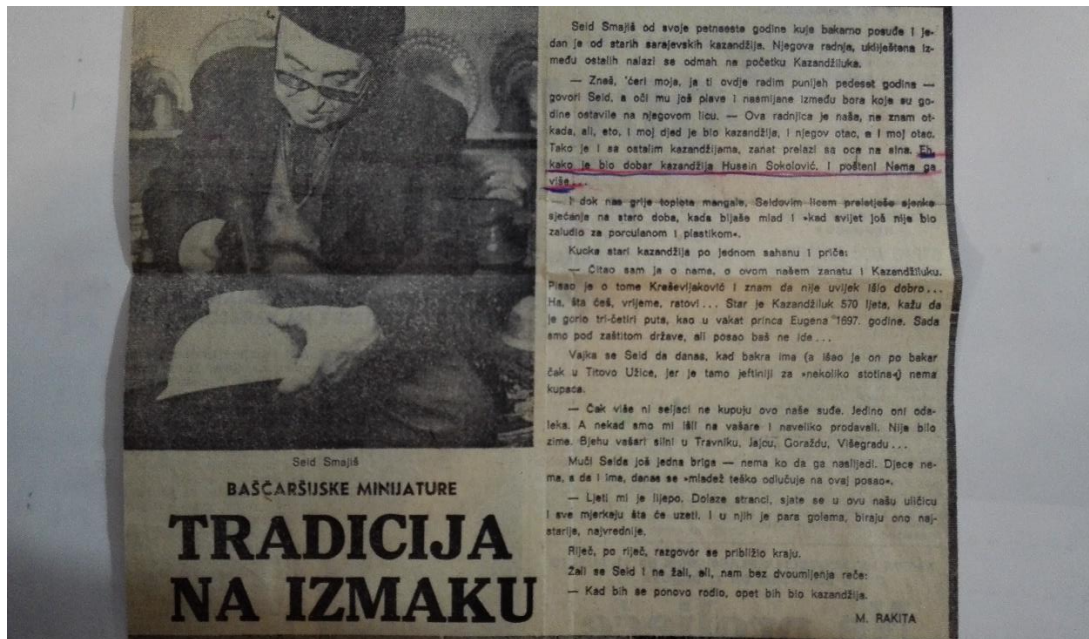 Seid Smajiš
BAŠČARŠIJSKE MINIJATURE
TRADICIJA
NA IZMAKU
Seid Smajiš od svoje petnaeste godine kuje bakarno posuđe i je-
dan je od starih sarajevskih kazandžija. Njegova radnja, ukliještena iz-
među ostalih nalazi se odmah na početku Kazandžiluka.
— Znaš, 'ćeri moja, ja ti ovdje radim punijeh pedeset godina —
govori Seid, a oči mu još plave i nasmijane između bora koje su go-
dine ostavile na njegovom licu. — Ova radnjica je naša, ne znam ot-
kada, ali, eto, i moj djed je bio kazandžija, i njegov otac, a i moj otac.
Tako je i sa ostalim kazandžijama, zanat prelazi sa oca na sina. Eh,
kako je bio dobar kazandžija Husein Sokolović. I pošten! Nema ga
više...
— I dok nas grije toplota mangale, Seidovim licem preletješe sjenke
sjećanja na staro doba, kada bijaše mlad i »kad svijet još nije bio
zaludio za porculanom i plastikom«.
Kucka stari kazandžija po jednom sahanu i priča:
— Čitao sam ja o nama, o ovom našem zanatu i Kazandžiluku.
Pisao je o tome Kreševljaković i znam da nije uvijek išlo dobro...
Ha, šta ćeš, vrijeme, ratovi... Star je Kazandžiluk 570 ljeta, kažu da
je gorio tri-četiri puta, kao u vakat princa Eugena 1697. godine. Sada
smo pod zaštitom države, ali posao baš ne ide...
Vajka se Seid da danas, kad bakra ima (a išao je on po bakar
čak u Titovo Užice, jer je tamo jeftiniji za »nekoliko stotina«) nema
kupaca.
— Čak više ni seljaci ne kupuju ovo naše suđe. Jedino oni oda-
leka. A nekad smo mi išli na vašare i naveliko prodavali. Nije bilo
zime. Bjehu vašari silni u Travniku, Jajcu, Goraždu, Višegradu...
Muči Seida još jedna briga — nema ko da ga naslijedi. Djece ne-
ma, a da i ima, danas se »mladež teško odlučuje na ovaj posao«.
— Ljeti mi je lijepo. Dolaze stranci, sjate se u ovu našu uličicu
i sve mjerkaju šta će uzeti. I u njih je para golema, biraju ono naj-
starije, najvrednije.
Riječ, po riječ, razgovor se približio kraju.
Žali se Seid i ne žali, ali, nam bez dvoumljenja reče:
— Kad bih se ponovo rodio, opet bih bio kazandžija.
M. RAKITA